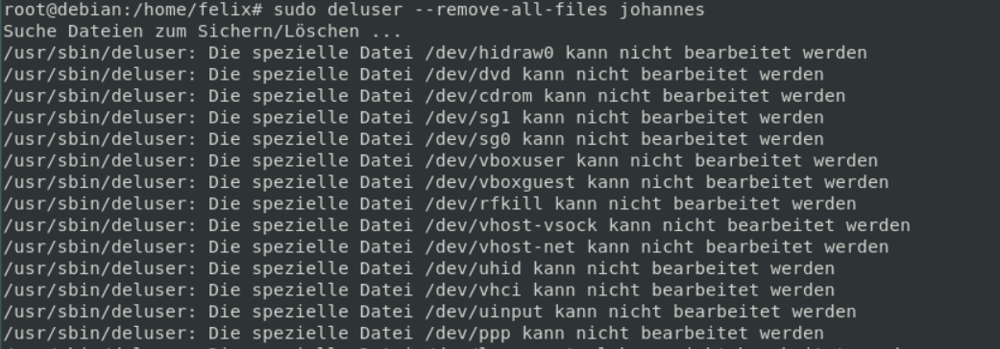 root@debian:/home/felix# sudo deluser --remove-all-files johannes
Suche Dateien zum Sichern/Löschen ...
/usr/sbin/deluser: Die spezielle Datei /dev/hidraw0 kann nicht bearbeitet werden
/usr/sbin/deluser: Die spezielle Datei /dev/dvd kann nicht bearbeitet werden
/usr/sbin/deluser: Die spezielle Datei /dev/cdrom kann nicht bearbeitet werden
/usr/sbin/deluser: Die spezielle Datei /dev/sg1 kann nicht bearbeitet werden
/usr/sbin/deluser: Die spezielle Datei /dev/sg0 kann nicht bearbeitet werden
/usr/sbin/deluser: Die spezielle Datei /dev/vboxuser kann nicht bearbeitet werden
/usr/sbin/deluser: Die spezielle Datei /dev/vboxguest kann nicht bearbeitet werden
/usr/sbin/deluser: Die spezielle Datei /dev/rfkill kann nicht bearbeitet werden
/usr/sbin/deluser: Die spezielle Datei /dev/vhost-vsock kann nicht bearbeitet werden
/usr/sbin/deluser: Die spezielle Datei /dev/vhost-net kann nicht bearbeitet werden
/usr/sbin/deluser: Die spezielle Datei /dev/uhid kann nicht bearbeitet werden
/usr/sbin/deluser: Die spezielle Datei /dev/vhci kann nicht bearbeitet werden
/usr/sbin/deluser: Die spezielle Datei /dev/uinput kann nicht bearbeitet werden
/usr/sbin/deluser: Die spezielle Datei /dev/ppp kann nicht bearbeitet werden